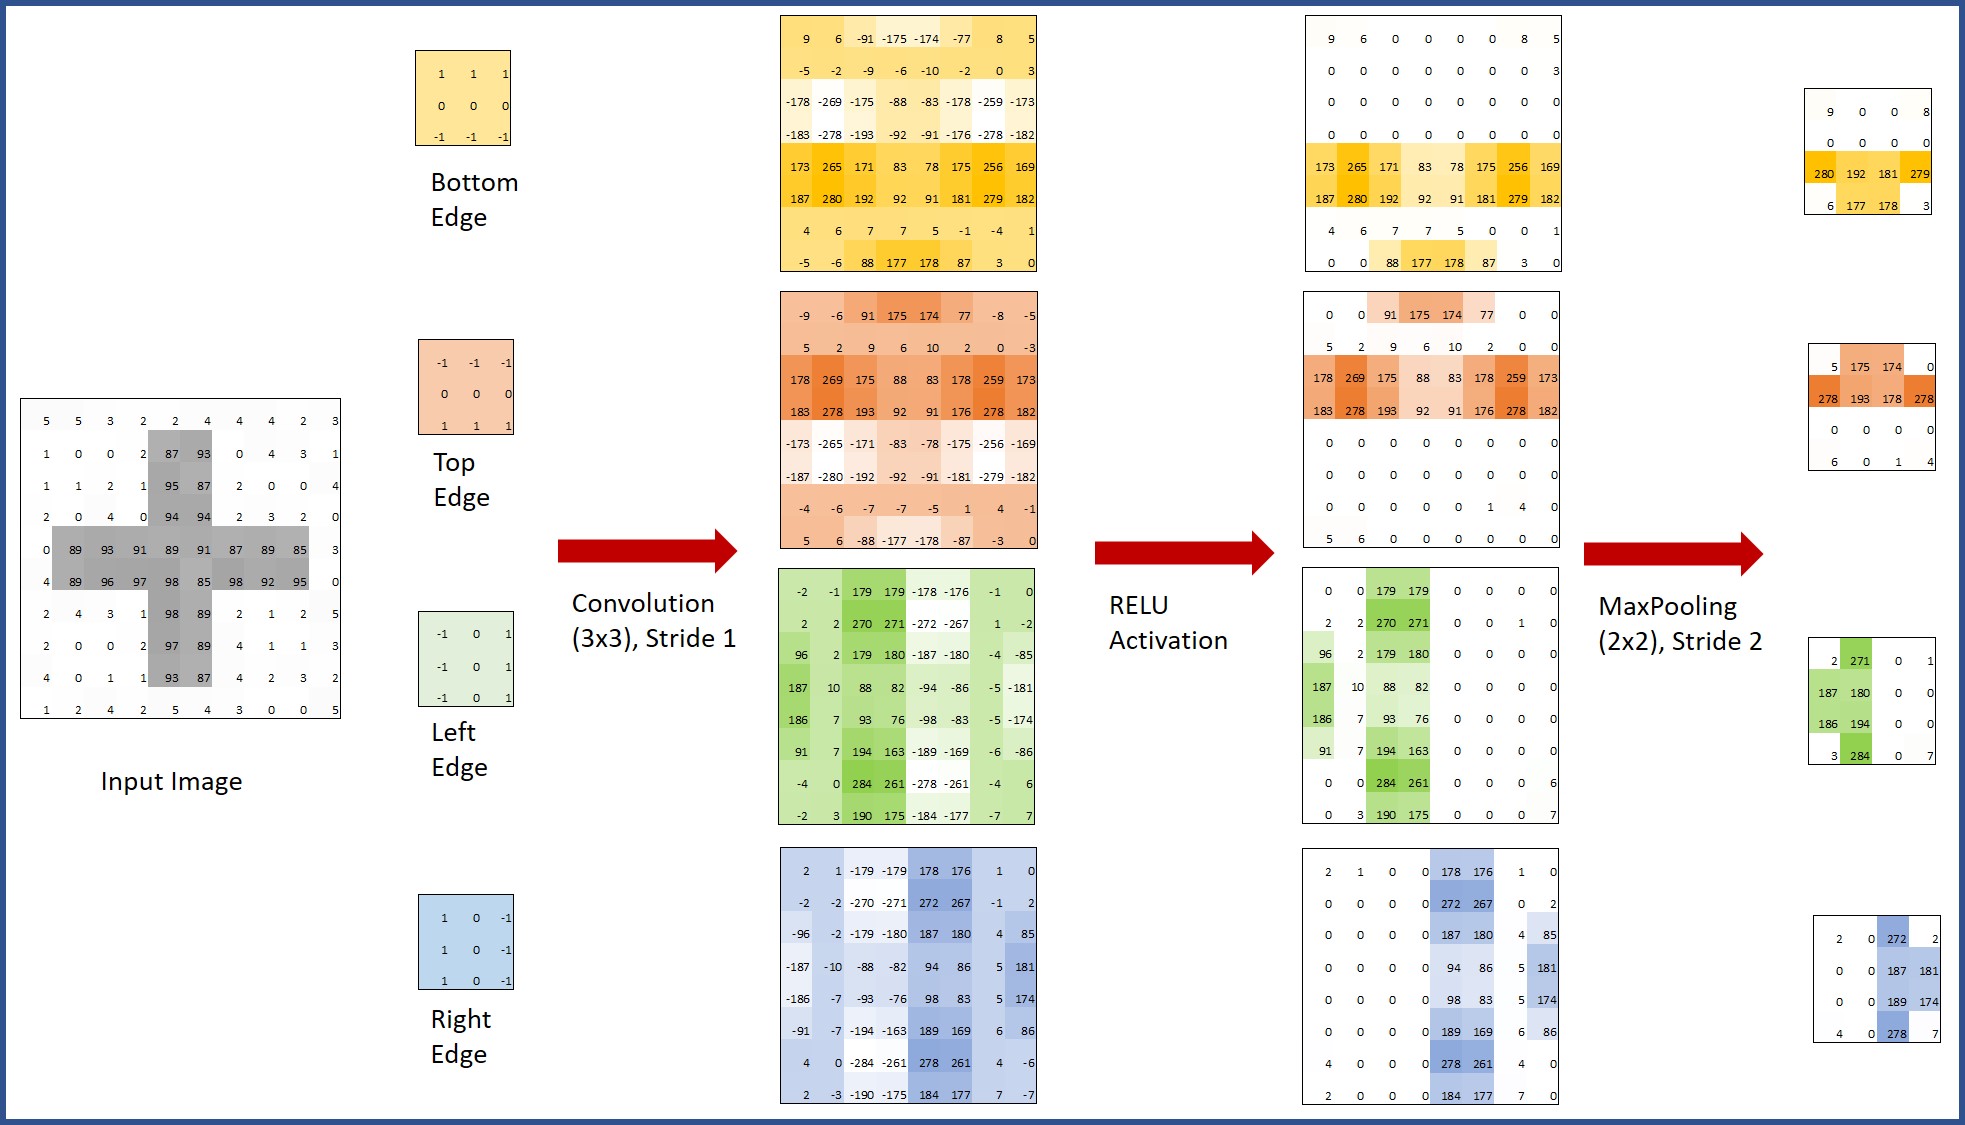 5 5 3 2 2 4 4 4 2 3
1 0 0 2 87 93 0 4 3 1
1 1 2 1 95 87 2 0 0 4
2 0 4 0 94 94 2 3 2 0
0 89 93 91 89 91 87 89 85 3
4 89 96 97 98 85 98 92 95 0
2 4 3 1 98 89 2 1 2 5
2 0 0 2 97 89 4 1 1 3
4 0 1 1 93 87 4 2 3 2
1 2 4 2 5 4 3 0 0 5
Input Image
1 1 1
0 0 0
-1 -1 -1
Bottom
Edge
-1 -1 -1
0 0 0
1 1 1
Top
Edge
-1 0 1
-1 0 1
-1 0 1
Left
Edge
1 0 -1
1 0 -1
1 0 -1
Right
Edge
Convolution
(3x3), Stride 1
9 6 -91 -175 -174 -77 8 5
-5 -2 -9 -6 -10 -2 0 3
-178 -269 -175 -88 -83 -178 -259 -173
-183 -278 -193 -92 -91 -176 -278 -182
173 265 171 83 78 175 256 169
187 280 192 92 91 181 279 182
4 6 7 7 5 -1 -4 1
-5 -6 88 177 178 87 3 0
-9 -6 91 175 174 77 -8 -5
5 2 9 6 10 2 0 -3
178 269 175 88 83 178 259 173
183 278 193 92 91 176 278 182
-173 -265 -171 -83 -78 -175 -256 -169
-187 -280 -192 -92 -91 -181 -279 -182
-4 -6 -7 -7 -5 1 4 -1
5 6 -88 -177 -178 -87 -3 0
-2 -1 179 179 -178 -176 -1 0
2 2 270 271 -272 -267 1 -2
96 2 179 180 -187 -180 -4 -85
187 10 88 82 -94 -86 -5 -181
186 7 93 76 -98 -83 -5 -174
91 7 194 163 -189 -169 -6 -86
-4 0 284 261 -278 -261 -4 6
-2 3 190 175 -184 -177 -7 7
2 1 -179 -179 178 176 1 0
-2 -2 -270 -271 272 267 -1 2
-96 -2 -179 -180 187 180 4 85
-187 -10 -88 -82 94 86 5 181
-186 -7 -93 -76 98 83 5 174
-91 -7 -194 -163 189 169 6 86
4 0 -284 -261 278 261 4 -6
2 -3 -190 -175 184 177 7 -7
RELU
Activation
9 6 0 0 0 0 8 5
0 0 0 0 0 0 0 3
0 0 0 0 0 0 0 0
0 0 0 0 0 0 0 0
173 265 171 83 78 175 256 169
187 280 192 92 91 181 279 182
4 6 7 7 5 0 0 1
0 0 88 177 178 87 3 0
0 0 91 175 174 77 0 0
5 2 9 6 10 2 0 0
178 269 175 88 83 178 259 173
183 278 193 92 91 176 278 182
0 0 0 0 0 0 0 0
0 0 0 0 0 0 0 0
0 0 0 0 0 1 4 0
5 6 0 0 0 0 0 0
0 0 179 179 0 0 0 0
2 2 270 271 0 0 1 0
96 2 179 180 0 0 0 0
187 10 88 82 0 0 0 0
186 7 93 76 0 0 0 0
91 7 194 163 0 0 0 0
0 0 284 261 0 0 0 6
0 3 190 175 0 0 0 7
2 1 0 0 178 176 1 0
0 0 0 0 272 267 0 2
0 0 0 0 187 180 4 85
0 0 0 0 94 86 5 181
0 0 0 0 98 83 5 174
0 0 0 0 189 169 6 86
4 0 0 0 278 261 4 0
2 0 0 0 184 177 7 0
MaxPooling
(2x2), Stride 2
9 0 0 8
0 0 0 0
280 192 181 279
6 177 178 3
5 175 174 0
278 193 178 278
0 0 0 0
6 0 1 4
2 271 0 1
187 180 0 0
186 194 0 0
3 284 0 7
2 0 272 2
0 0 187 181
0 0 189 174
4 0 278 7